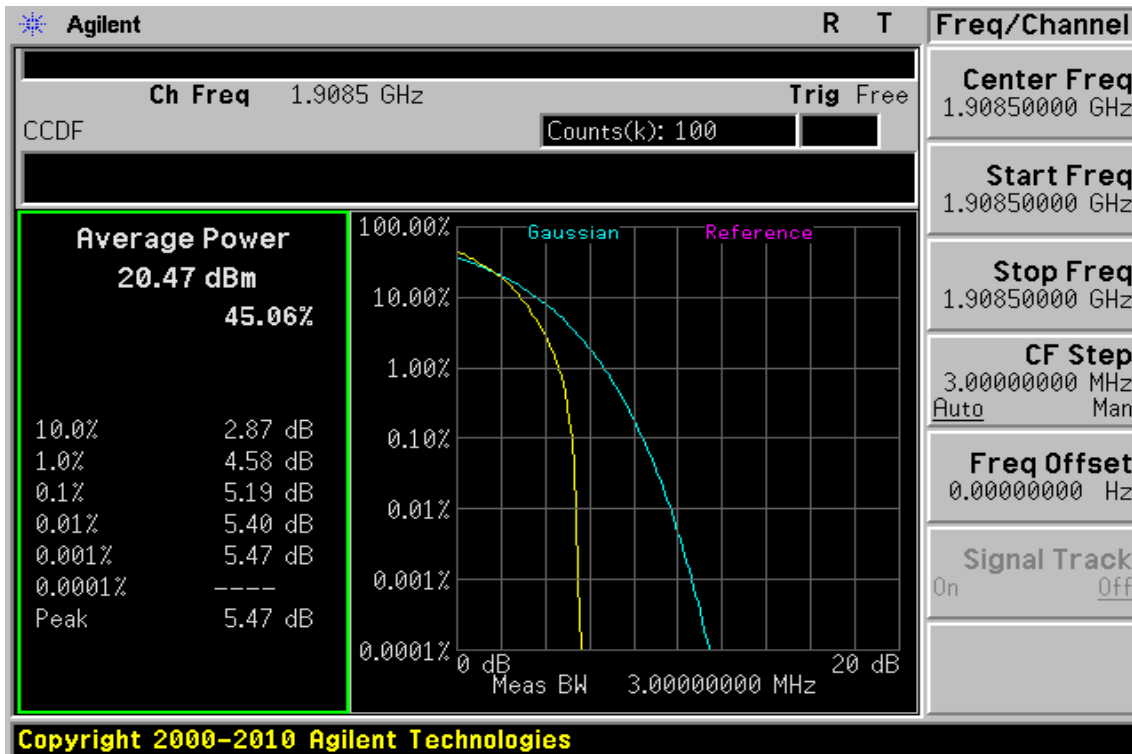 Agilent R T
Freq/Channel
Ch Freq 1.9085 GHz Trig Free
CCDF Counts(k): 100
Average Power
20.47 dBm
45.06%
10.0% 2.87 dB
1.0% 4.58 dB
0.1% 5.19 dB
0.01% 5.40 dB
0.001% 5.47 dB
0.0001% ----
Peak 5.47 dB
Gaussian Reference
100.00%
10.00%
1.00%
0.10%
0.01%
0.001%
0.0001%
0 dB 20 dB
Meas BW 3.00000000 MHz
Center Freq
1.90850000 GHz
Start Freq
1.90850000 GHz
Stop Freq
1.90850000 GHz
CF Step
3.00000000 MHz
Auto Man
Freq Offset
0.00000000 Hz
Signal Track
On Off
Copyright 2000-2010 Agilent Technologies